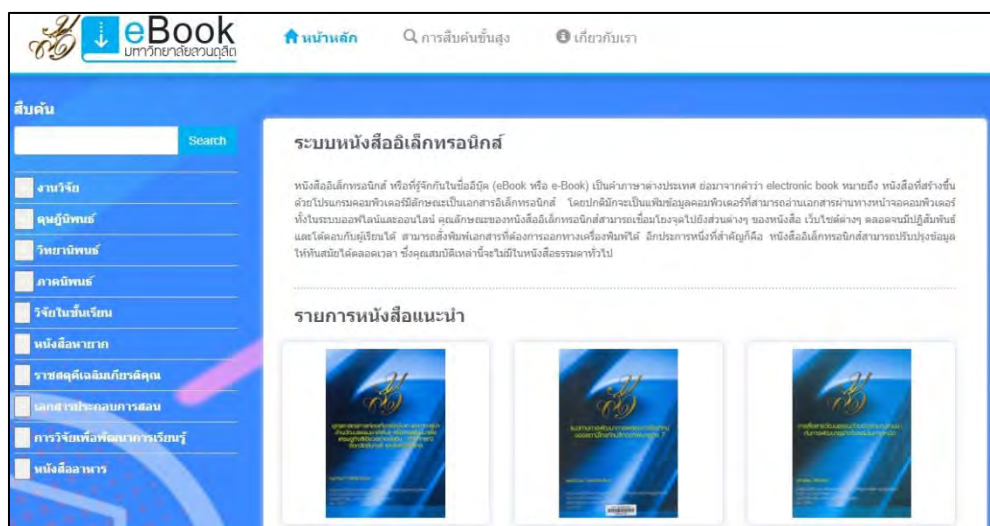 eBook
มหาวิทยาลัยสวนดุสิต
หน้าหลัก
การสืบค้นขั้นสูง
เกี่ยวกับเรา
สืบค้น
Search
งานวิจัย
ดุษฎีนิพนธ์
วิทยานิพนธ์
ภาคนิพนธ์
วิจัยในชั้นเรียน
หนังสือหายาก
ราชสดุดีเฉลิมเกียรติคุณ
เอกสารประกอบการสอน
การวิจัยเพื่อพัฒนาการเรียนรู้
หนังสืออาหาร
ระบบหนังสืออิเล็กทรอนิกส์
หนังสืออิเล็กทรอนิกส์ หรือที่รู้จักกันในชื่ออีบุ๊ค (eBook หรือ e-Book) เป็นคำภาษาต่างประเทศ ย่อมาจากคำว่า electronic book หมายถึง หนังสือที่สร้างขึ้น
ด้วยโปรแกรมคอมพิวเตอร์มีลักษณะเป็นเอกสารอิเล็กทรอนิกส์ โดยปกติมักจะเป็นแฟ้มข้อมูลคอมพิวเตอร์ที่สามารถอ่านเอกสารผ่านทางหน้าจอคอมพิวเตอร์
ทั้งในระบบออฟไลน์และออนไลน์ คุณลักษณะของหนังสืออิเล็กทรอนิกส์สามารถเชื่อมโยงจุดไปยังส่วนต่างๆ ของหนังสือ เว็บไซต์ต่างๆ ตลอดจนมีปฏิสัมพันธ์
และโต้ตอบกับผู้เรียนได้ สามารถสั่งพิมพ์เอกสารที่ต้องการออกทางเครื่องพิมพ์ได้ อีกประการหนึ่งที่สำคัญก็คือ หนังสืออิเล็กทรอนิกส์สามารถปรับปรุงข้อมูล
ให้ทันสมัยได้ตลอดเวลา ซึ่งคุณสมบัติเหล่านี้จะไม่มีในหนังสือธรรมดาทั่วไป
รายการหนังสือแนะนำ